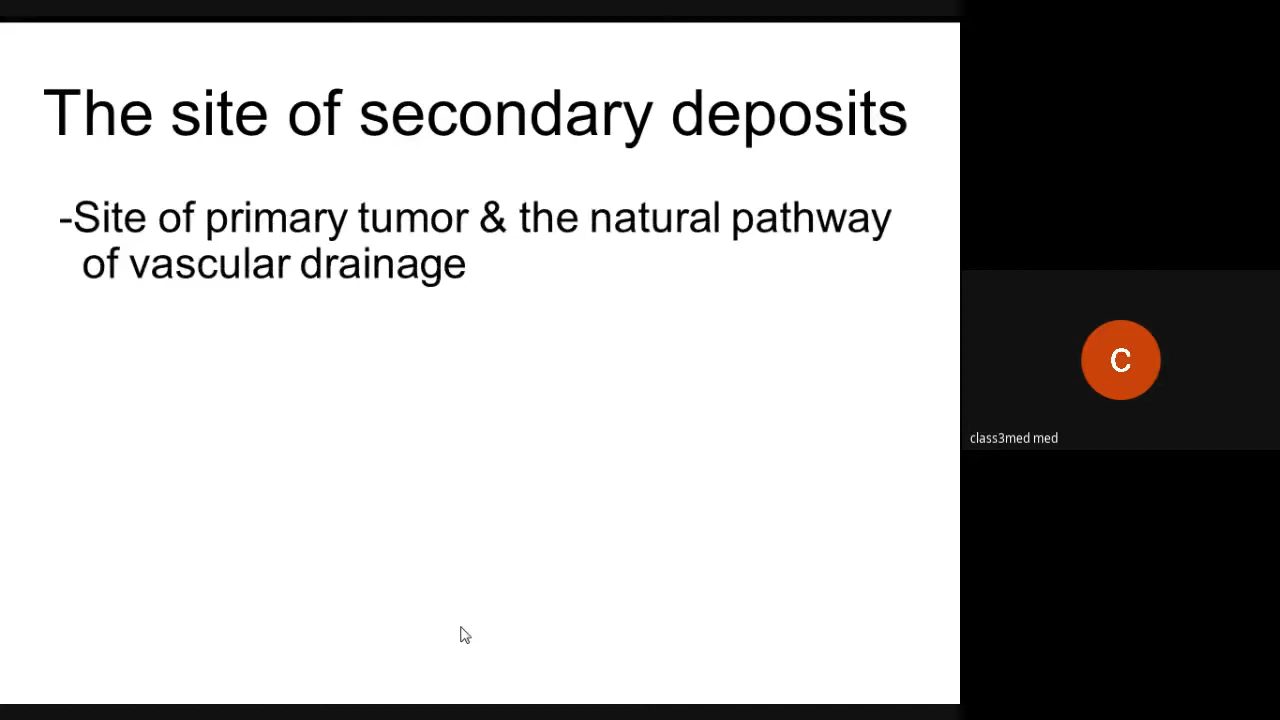 The site of secondary deposits
-Site of primary tumor & the natural pathway
of vascular drainage
C
class3med med